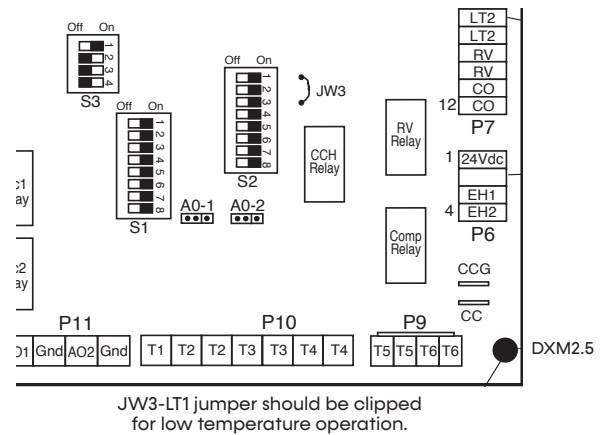 Off On
1
2
3
4
S3
Off On
1
2
3
4
5
6
7
8
S1
Off On
1
2
3
4
5
6
7
8
S2
JW3
A0-1
A0-2
CCH
Relay
RV
Relay
Comp
Relay
LT2
LT2
RV
RV
CO
12 CO
P7
1 24Vdc
EH1
4 EH2
P6
CCG
CC
P11
Gnd AO2 Gnd
P10
T1 T2 T2 T3 T3 T4 T4
P9
T5 T5 T6 T6
DXM2.5
JW3-LT1 jumper should be clipped
for low temperature operation.